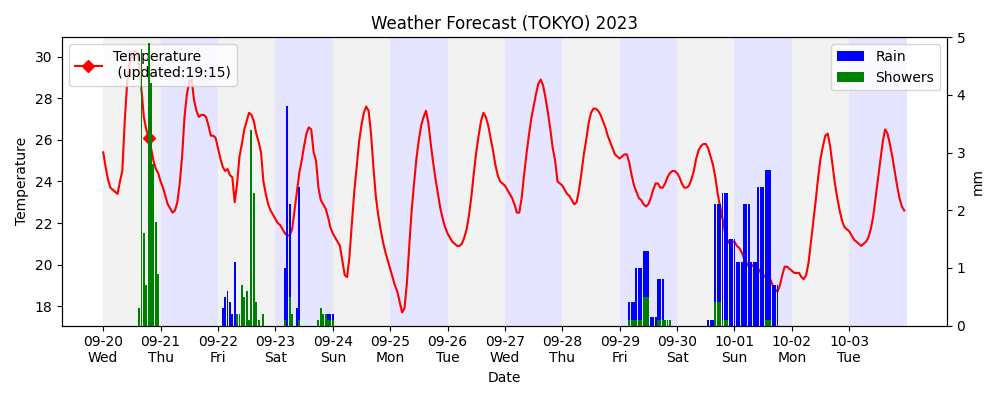 Weather Forecast (TOKYO) 2023
Temperature
(updated:19:15)
Rain
Showers
30
28
26
24
22
20
18
5
4
3
2
1
0
Temperature
mm
09-20 09-21 09-22 09-23 09-24 09-25 09-26 09-27 09-28 09-29 09-30 10-01 10-02 10-03
Wed Thu Fri Sat Sun Mon Tue Wed Thu Fri Sat Sun Mon Tue
Date